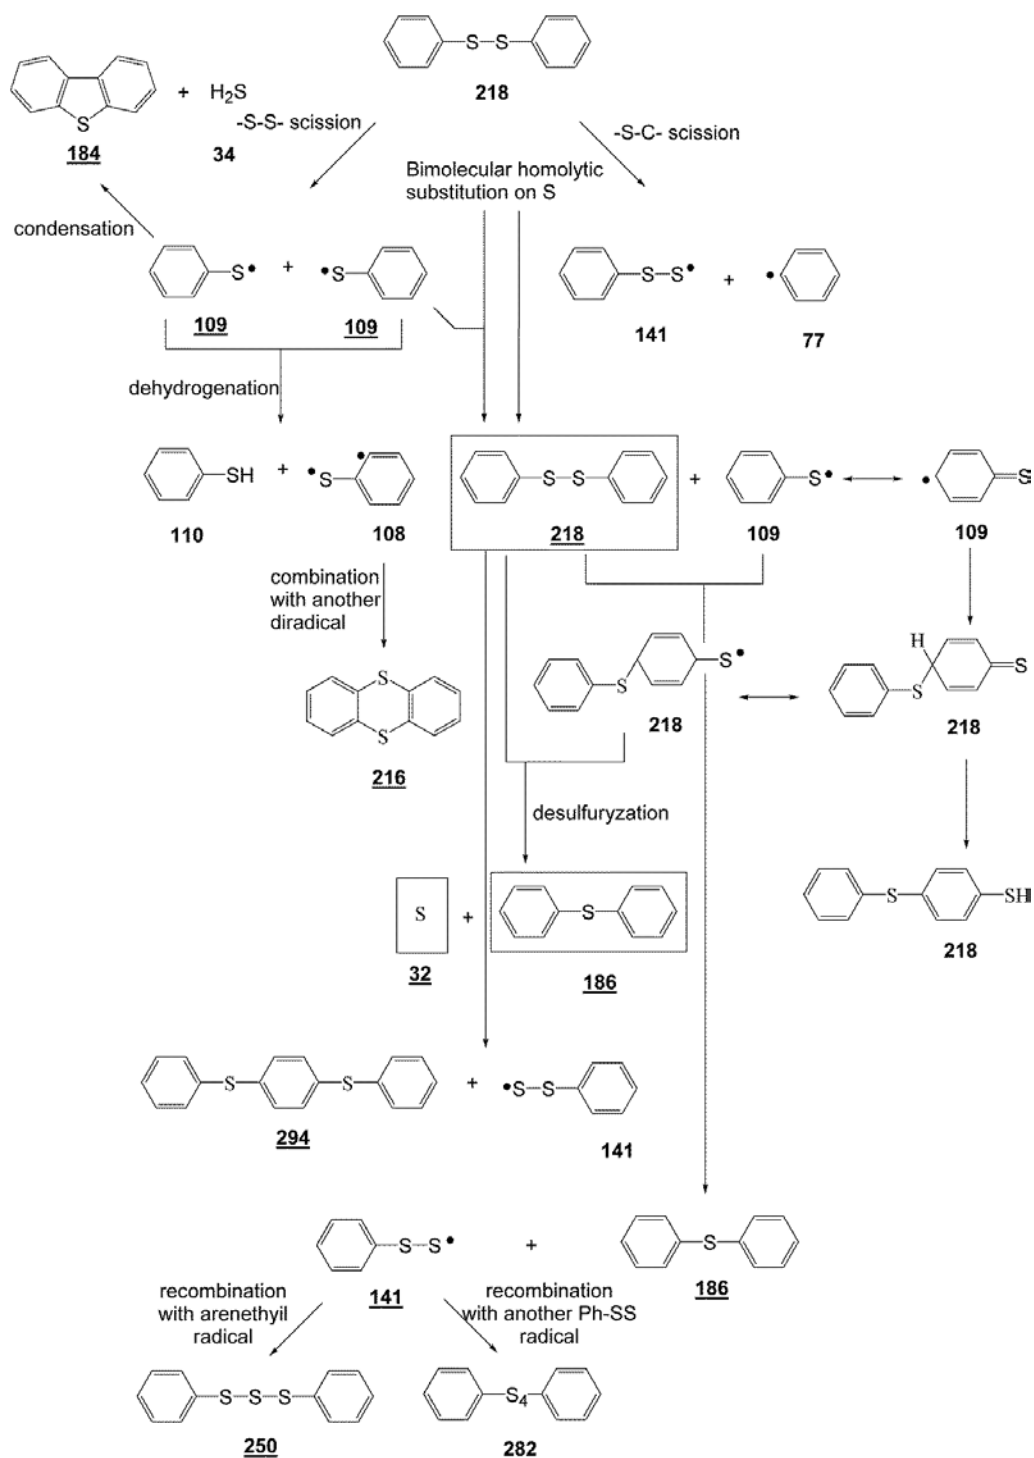 S S
218
S
184
+
H₂S
34
-S-S- scission
-S-C- scission
Bimolecular homolytic
substitution on S
condensation
S•
109
+
•S
109
S S•
141
+
•
77
dehydrogenation
SH
110
+
•S •
108
S S
218
+
S•
109
•
S
109
combination
with another
diradical
S
S
216
S
S•
218
H
S
S
218
desulfuryzation
S
32
+
S
186
S
SH
218
S S
294
+
•S S
141
S S•
141
+
S
186
recombination
with arenethyil
radical
recombination
with another Ph-SS
radical
S S S
250
S₄
282